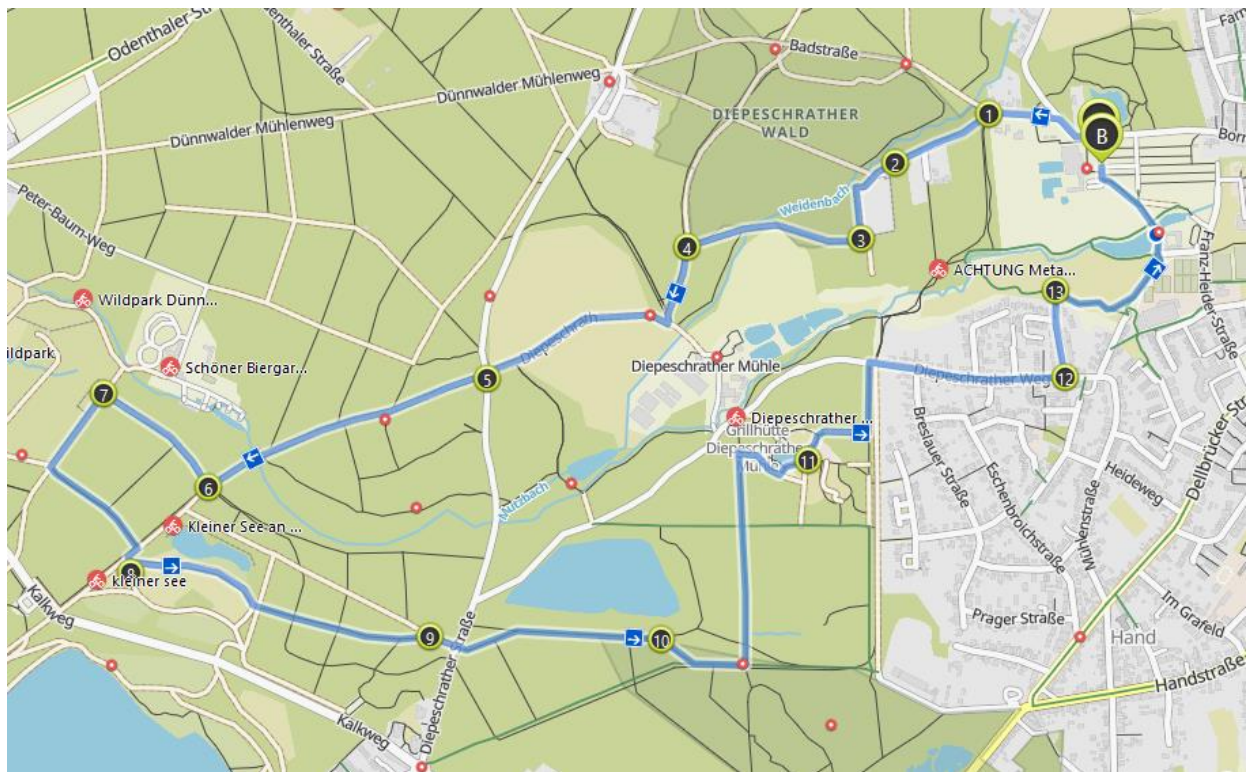 Odenthaler St
Odenthaler Straße
Badstraße
Fam
Dünnwalder Mühlenweg
Dünnwalder Mühlenweg
DIEPESCHRATHER
WALD
1
B
Born
2
Peter-Baum-Weg
Weidenbach
3
4
Franz-Heider-Straße
ACHTUNG Meta...
13
Wildpark Dünn...
Diepeschrath
Diepeschrather Mühle
ildpark
Schöner Biergar...
5
Diepeschrather Weg
12
7
Diepeschrather ...
Grillhütte
Diepeschrather
Mühle
11
Breslauer Straße
Eschenbroichstraße
Heideweg
Mühlenstraße
Dellbrücker Str
6
Mutzbach
Kleiner See an ...
8
kleiner see
Kalkweg
Im Grafeld
Prager Straße
Hand
9
10
Diepeschrather Straße
Handstraße
Kalkweg